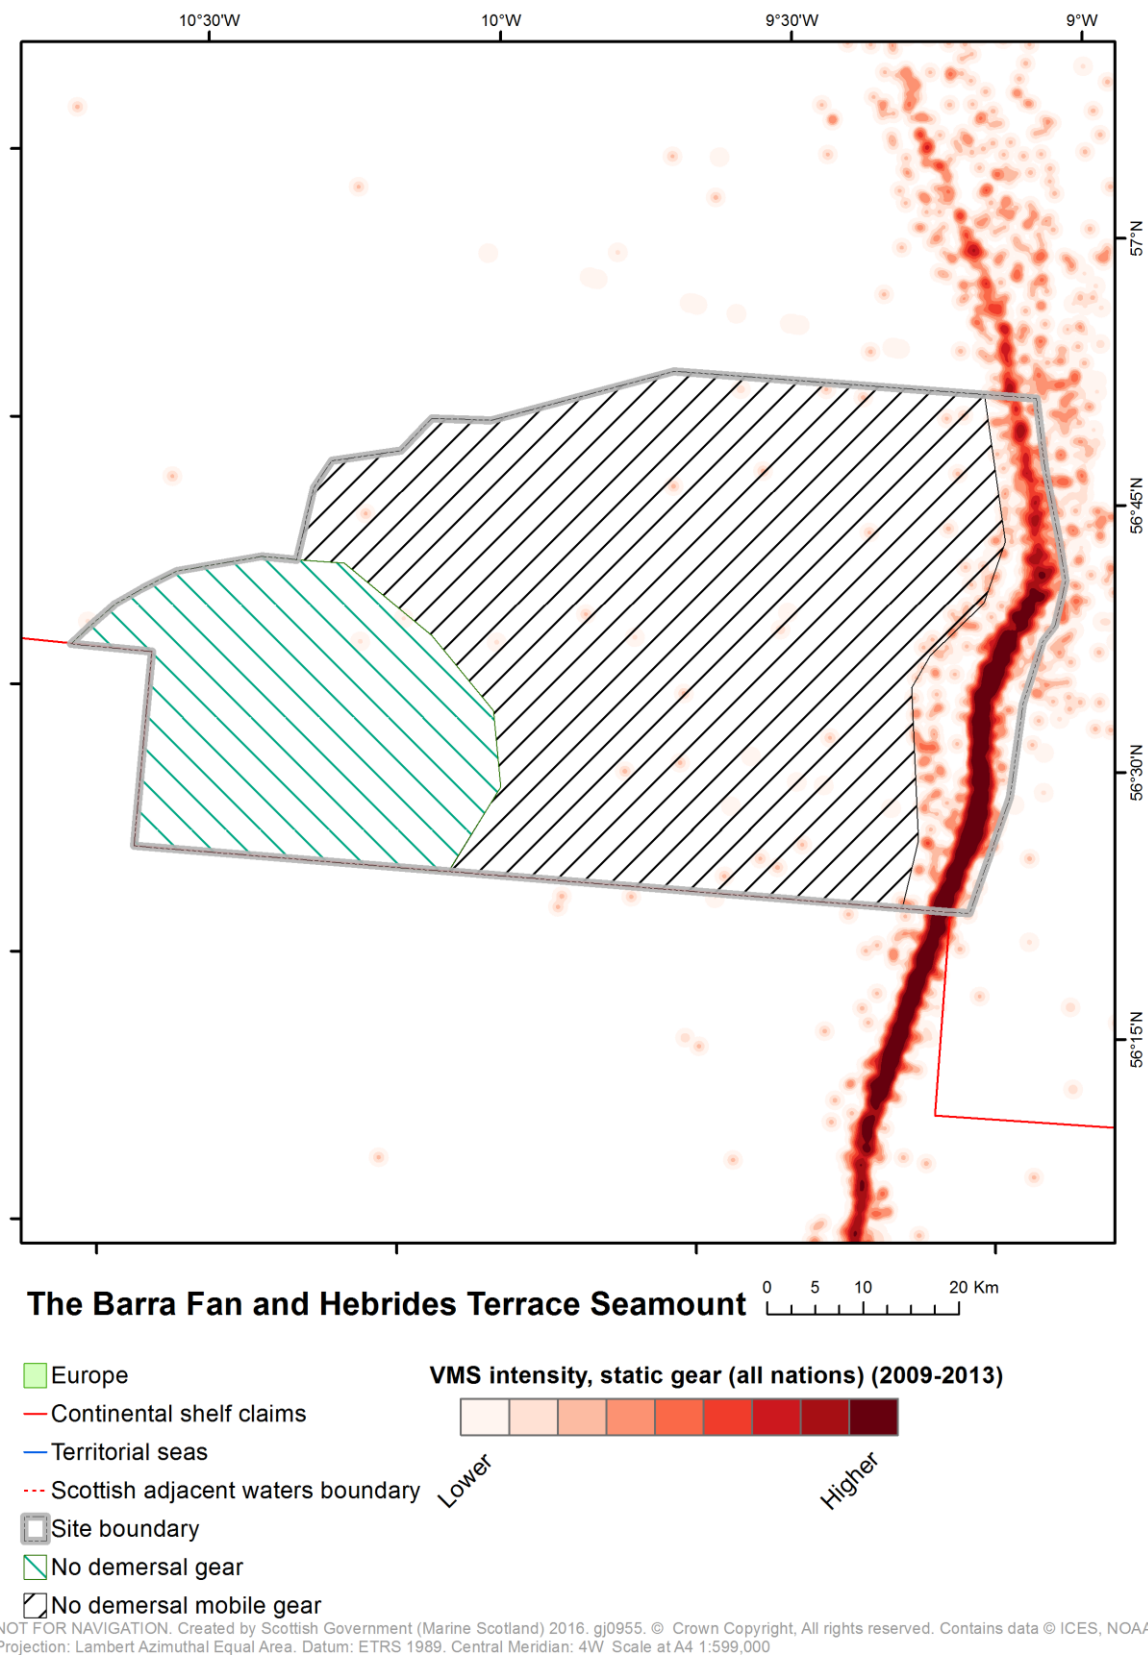 10°30'W 10°W 9°30'W 9°W
57°N
56°45'N
56°30'N
56°15'N
The Barra Fan and Hebrides Terrace Seamount
0 5 10 20 Km
Europe
Continental shelf claims
Territorial seas
Scottish adjacent waters boundary
Site boundary
No demersal gear
No demersal mobile gear
VMS intensity, static gear (all nations) (2009-2013)
Lower
Higher
NOT FOR NAVIGATION. Created by Scottish Government (Marine Scotland) 2016. gj0955. © Crown Copyright, All rights reserved. Contains data © ICES, NOAA
Projection: Lambert Azimuthal Equal Area. Datum: ETRS 1989. Central Meridian: 4W Scale at A4 1:599,000